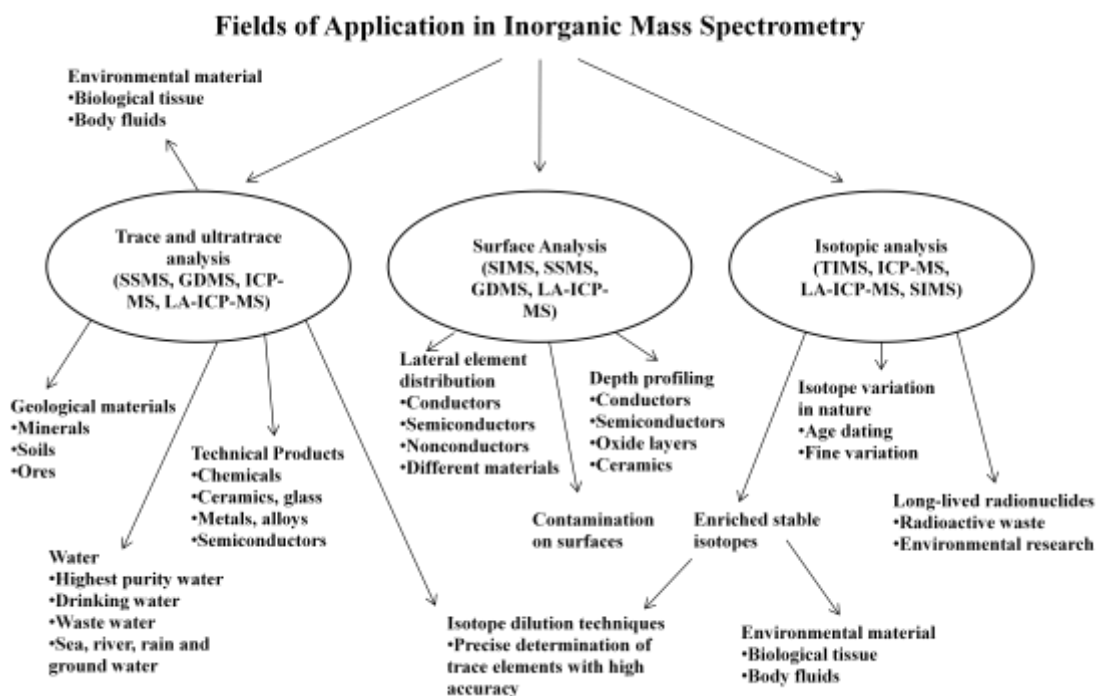 Fields of Application in Inorganic Mass Spectrometry
Environmental material
•Biological tissue
•Body fluids
Trace and ultratrace
analysis
(SSMS, GDMS, ICP-
MS, LA-ICP-MS)
Surface Analysis
(SIMS, SSMS,
GDMS, LA-ICP-
MS)
Isotopic analysis
(TIMS, ICP-MS,
LA-ICP-MS, SIMS)
Geological materials
•Minerals
•Soils
•Ores
Technical Products
•Chemicals
•Ceramics, glass
•Metals, alloys
•Semiconductors
Water
•Highest purity water
•Drinking water
•Waste water
•Sea, river, rain and
ground water
Lateral element
distribution
•Conductors
•Semiconductors
•Nonconductors
•Different materials
Depth profiling
•Conductors
•Semiconductors
•Oxide layers
•Ceramics
Contamination
on surfaces
Isotope variation
in nature
•Age dating
•Fine variation
Long-lived radionuclides
•Radioactive waste
•Environmental research
Enriched stable
isotopes
Isotope dilution techniques
•Precise determination of
trace elements with high
accuracy
Environmental material
•Biological tissue
•Body fluids